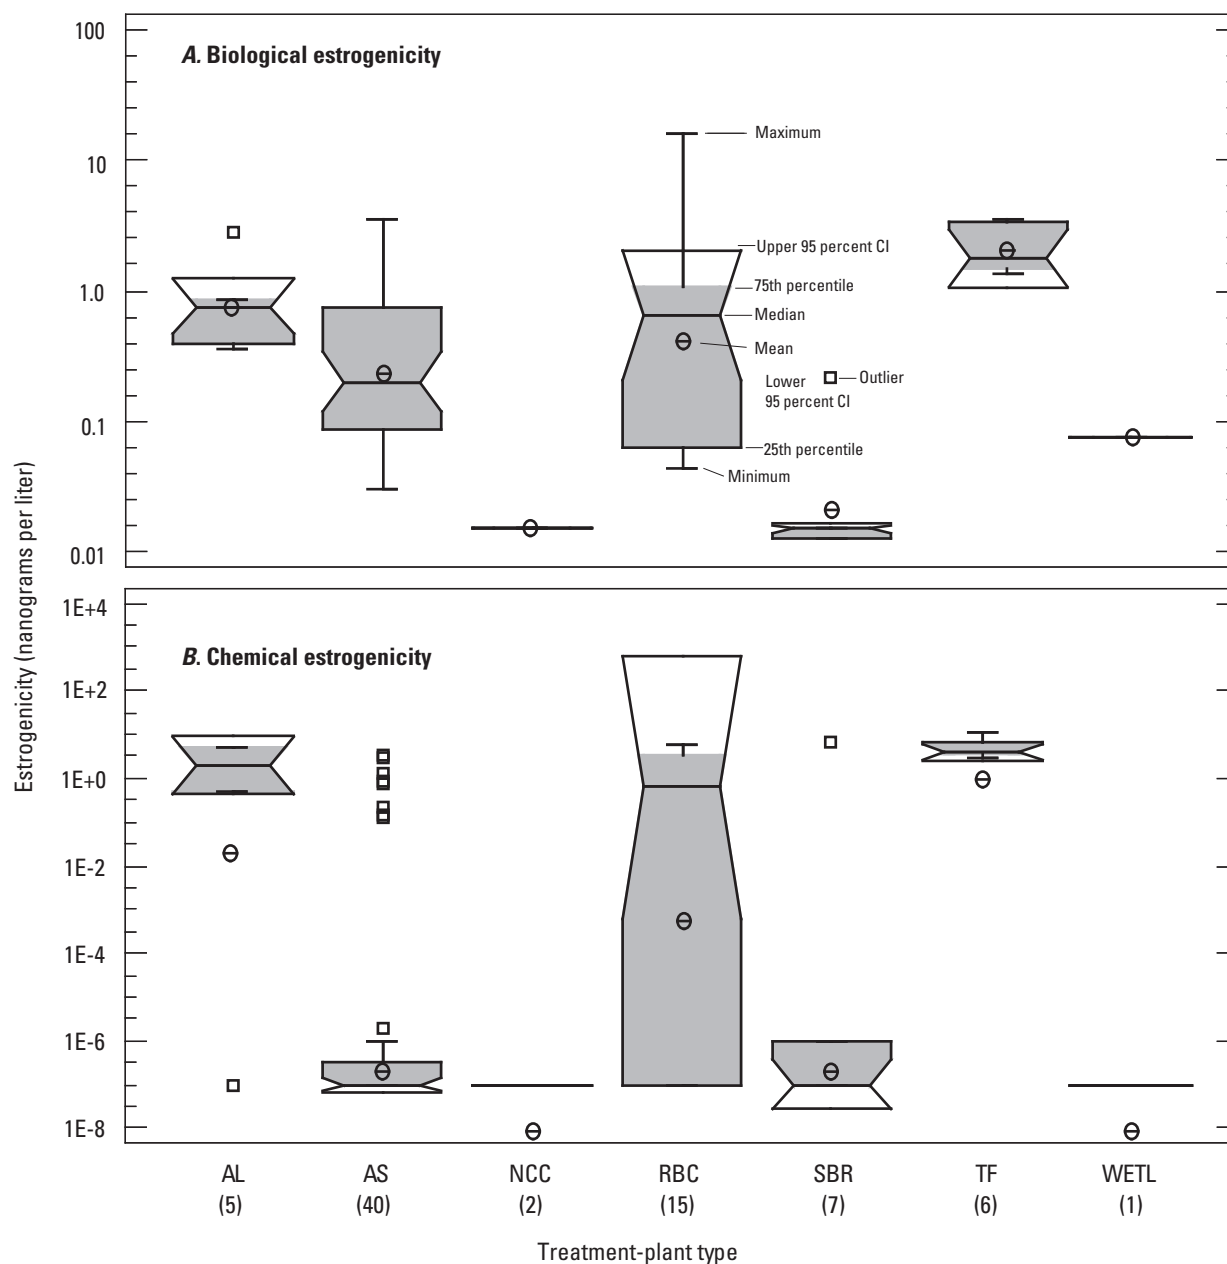 A. Biological estrogenicity
100
10
1.0
0.1
0.01
Maximum
Upper 95 percent CI
75th percentile
Median
Mean
Lower
95 percent CI
Outlier
25th percentile
Minimum
Estrogenicity (nanograms per liter)
B. Chemical estrogenicity
1E+4
1E+2
1E+0
1E-2
1E-4
1E-6
1E-8
AL AS NCC RBC SBR TF WETL
(5) (40) (2) (15) (7) (6) (1)
Treatment-plant type